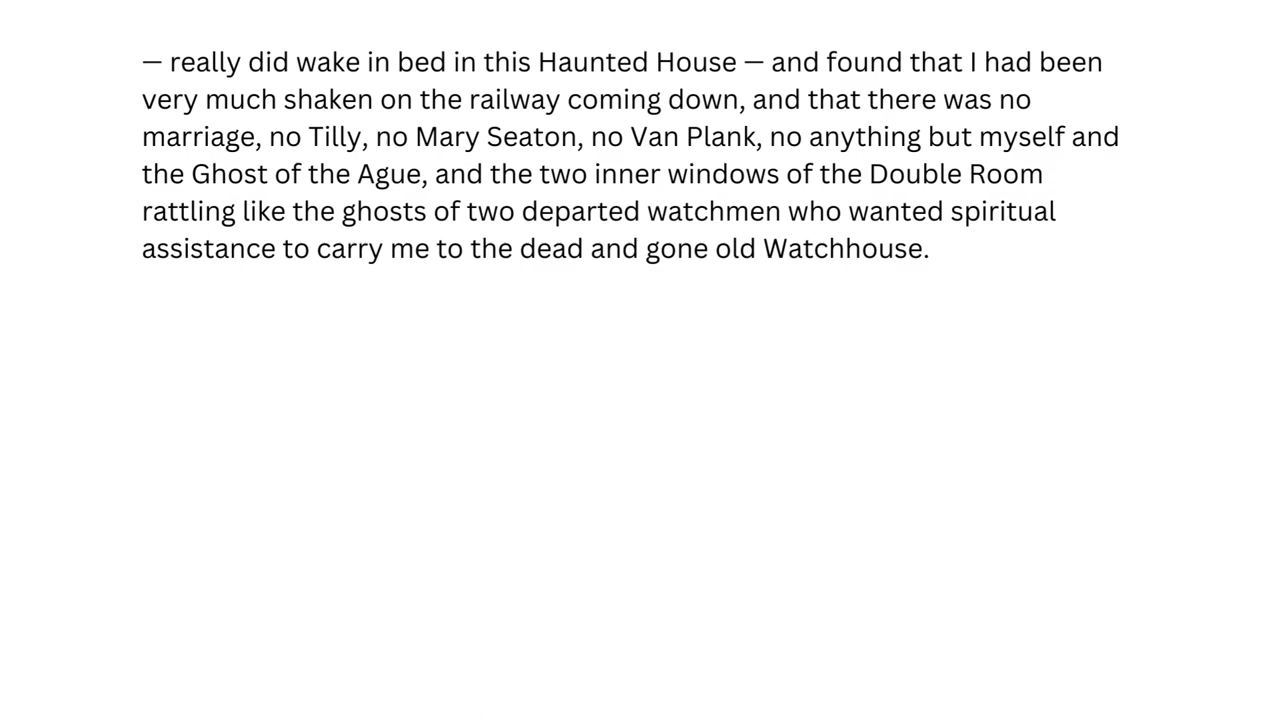 — really did wake in bed in this Haunted House — and found that I had been
very much shaken on the railway coming down, and that there was no
marriage, no Tilly, no Mary Seaton, no Van Plank, no anything but myself and
the Ghost of the Ague, and the two inner windows of the Double Room
rattling like the ghosts of two departed watchmen who wanted spiritual
assistance to carry me to the dead and gone old Watchhouse.